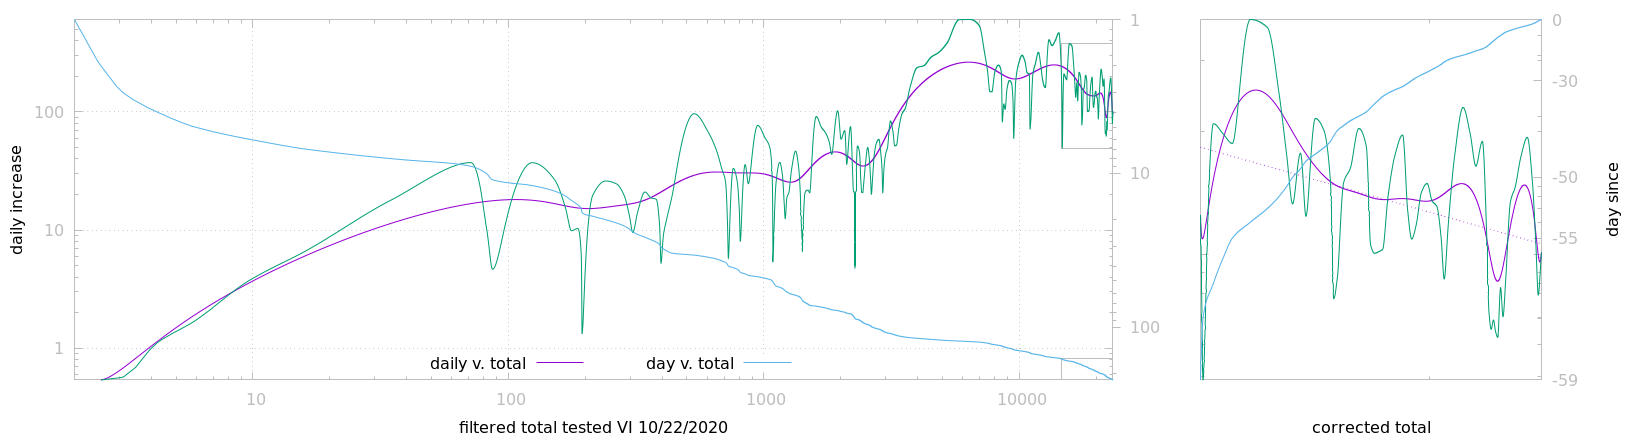 daily increase
100
10
1
daily v. total
day v. total
10
100
1000
10000
filtered total tested VI 10/22/2020
1
10
100
0
-30
-50
-55
-59
day since
corrected total